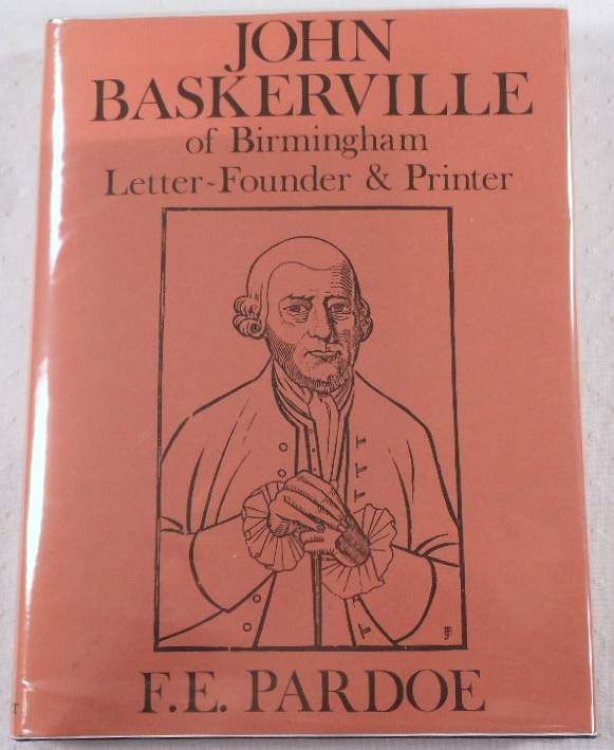 JOHN
BASKERVILLE
of Birmingham
Letter-Founder & Printer
F.E. PARDOE